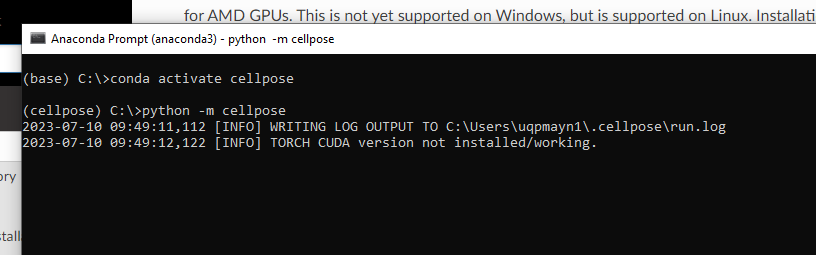 for AMD GPUs. This is not yet supported on Windows, but is supported on Linux. Installati
Anaconda Prompt (anaconda3) - python -m cellpose
(base) C:\>conda activate cellpose
(cellpose) C:\>python -m cellpose
2023-07-10 09:49:11,112 [INFO] WRITING LOG OUTPUT TO C:\Users\uqpmayn1\.cellpose\run.log
2023-07-10 09:49:12,122 [INFO] TORCH CUDA version not installed/working.
ory
stall